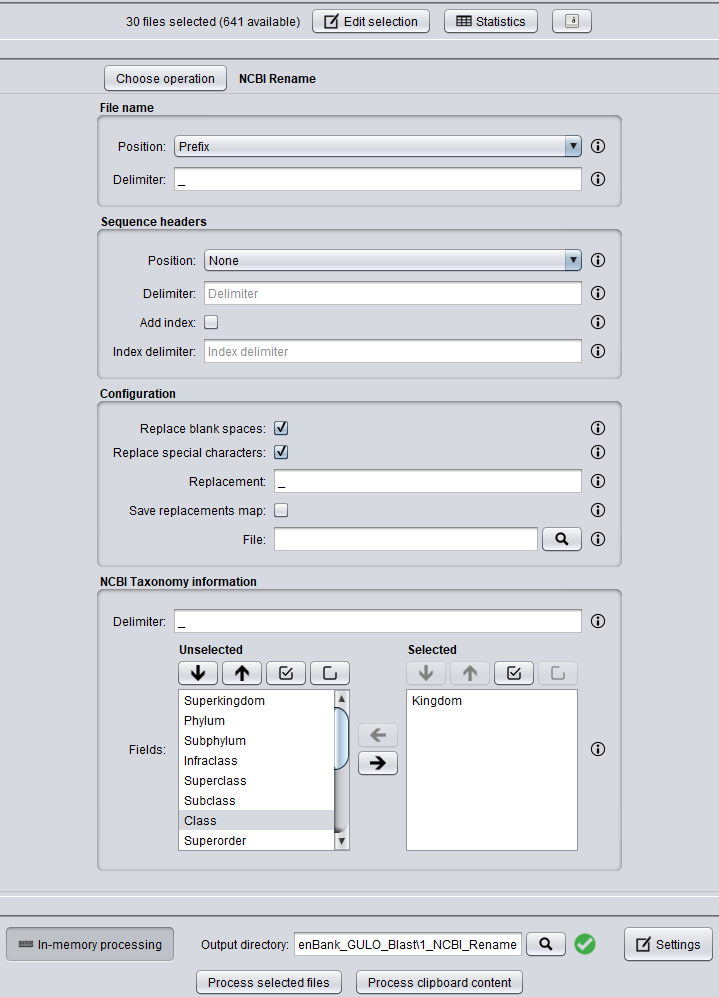 30 files selected (641 available) Edit selection Statistics
Choose operation NCBI Rename
File name
Position: Prefix
Delimiter: _
Sequence headers
Position: None
Delimiter: Delimiter
Add index:
Index delimiter: Index delimiter
Configuration
Replace blank spaces:
Replace special characters:
Replacement: _
Save replacements map:
File:
NCBI Taxonomy information
Delimiter: _
Unselected Selected
Superkingdom Kingdom
Phylum
Subphylum
Infraclass
Fields:
Superclass
Subclass
Class
Superorder
In-memory processing Output directory: enBank_GULO_Blast\1_NCBI_Rename Settings
Process selected files Process clipboard content